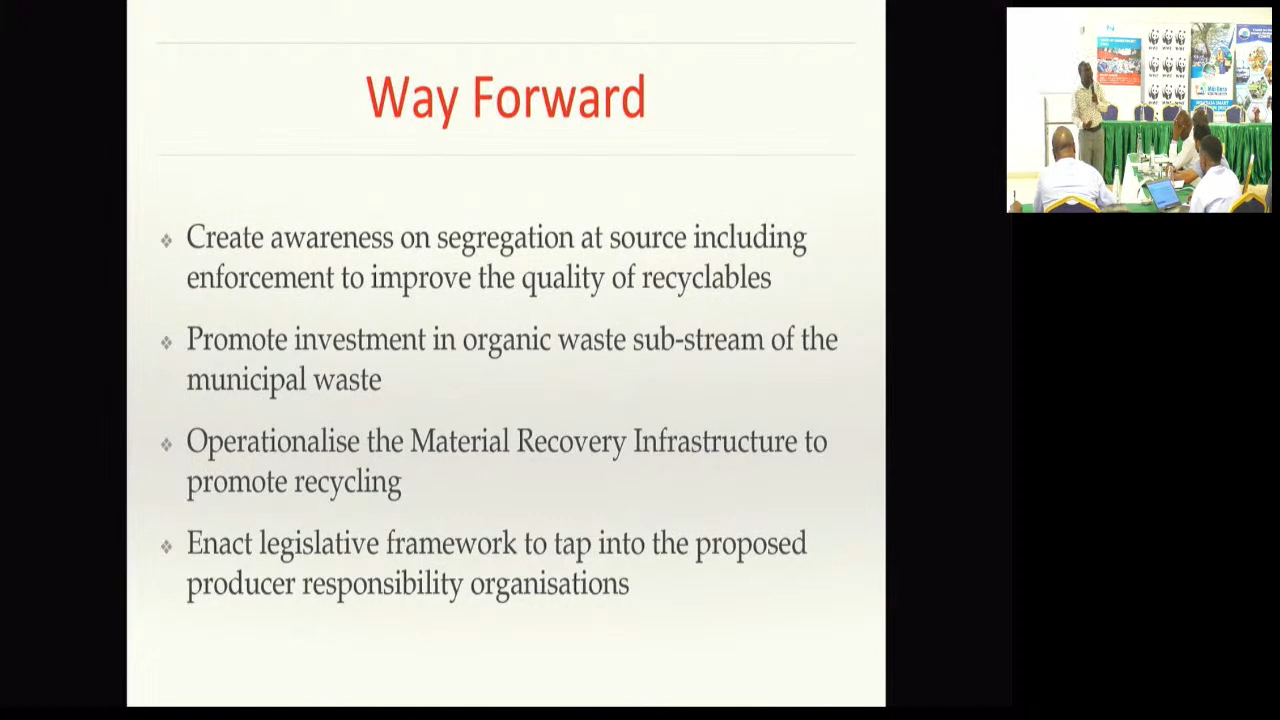 Way Forward
Create awareness on segregation at source including
enforcement to improve the quality of recyclables
Promote investment in organic waste sub-stream of the
municipal waste
Operationalise the Material Recovery Infrastructure to
promote recycling
Enact legislative framework to tap into the proposed
producer responsibility organisations